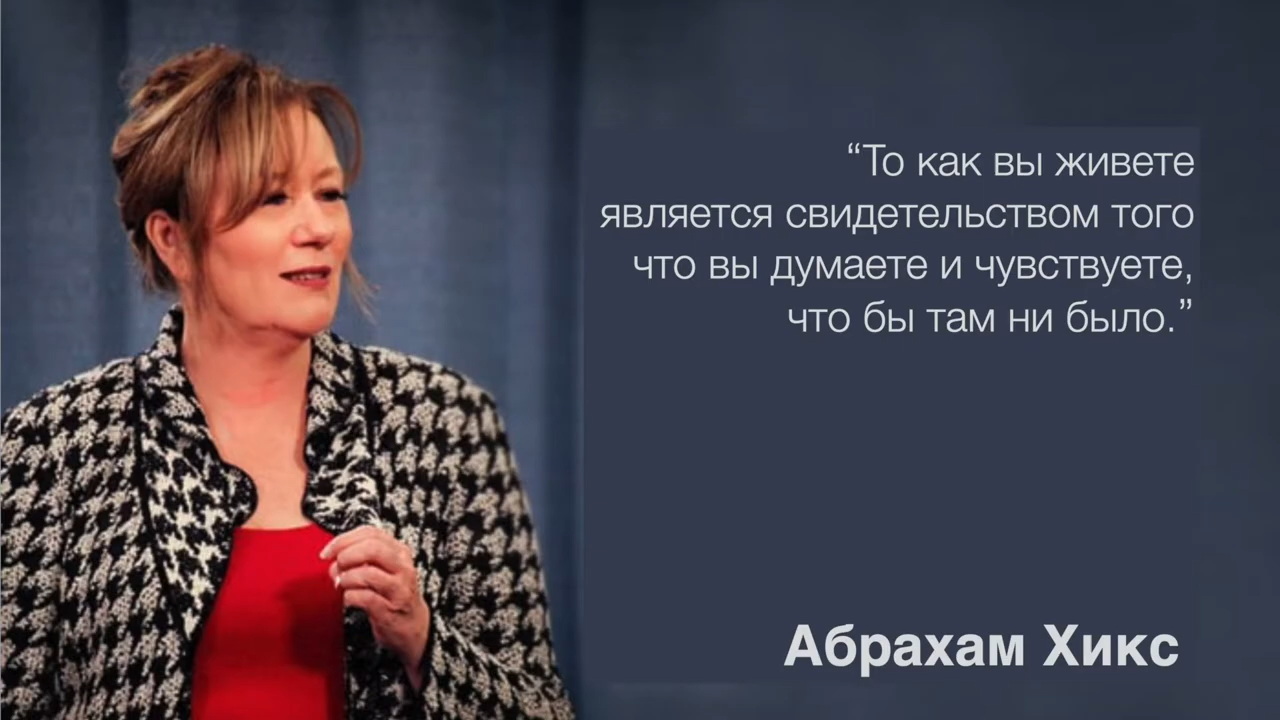 “То как вы живете
является свидетельством того
что вы думаете и чувствуете,
что бы там ни было.”
Абрахам Хикс